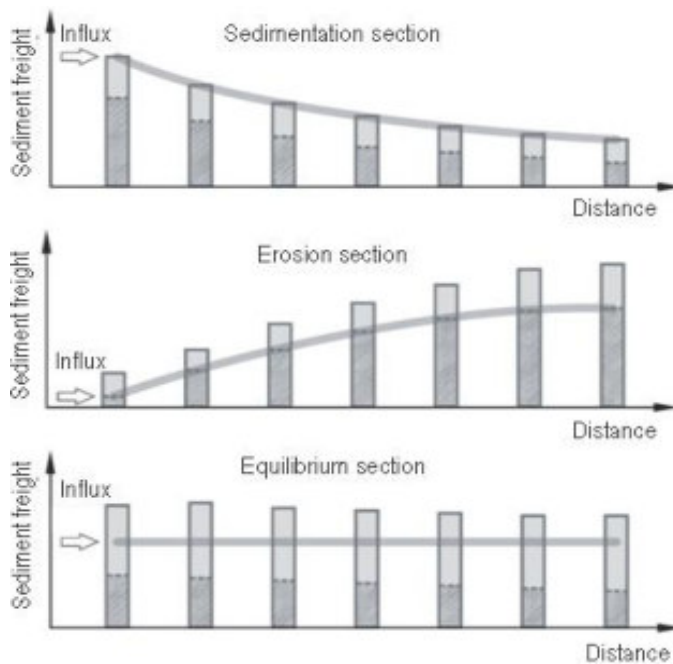 Sedimentation section
Influx
Sediment freight
Distance
Erosion section
Influx
Sediment freight
Distance
Equilibrium section
Influx
Sediment freight
Distance